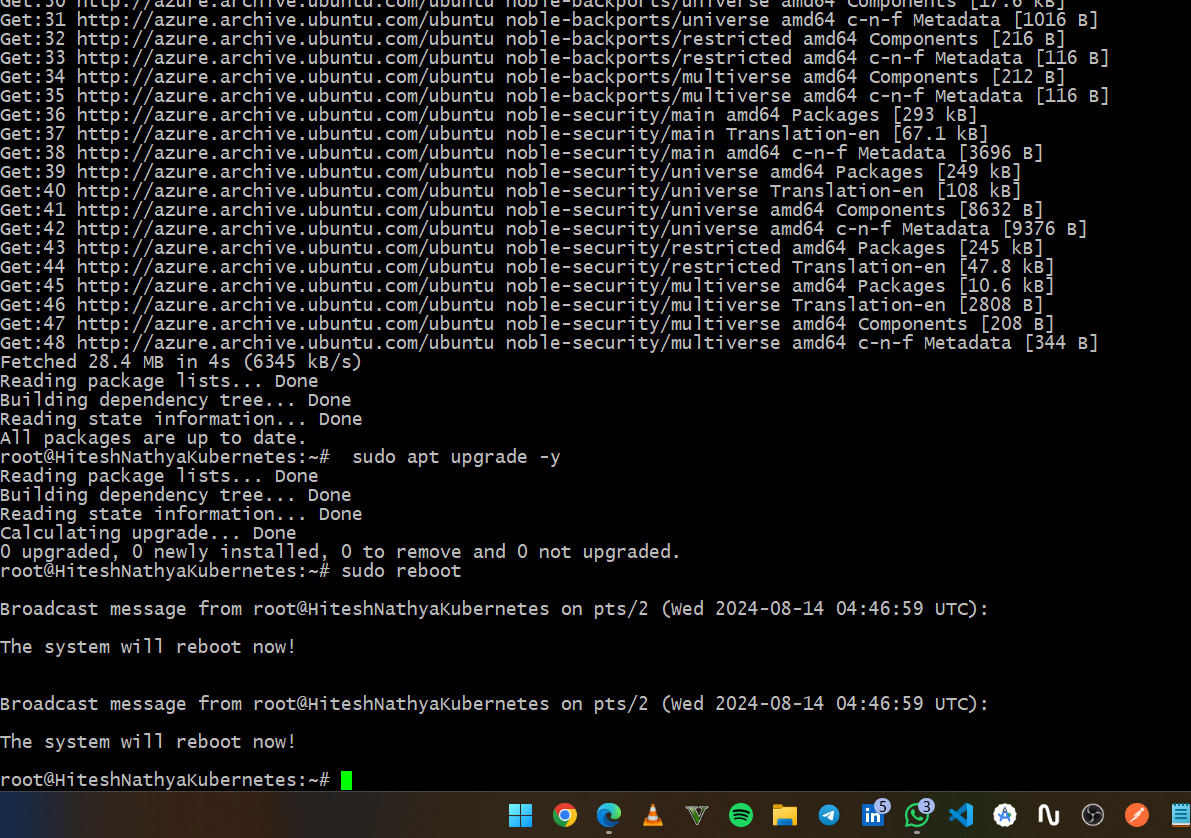 Get:30 http://azure.archive.ubuntu.com/ubuntu noble-backports/universe amd64 Components [17.6 kB]
Get:31 http://azure.archive.ubuntu.com/ubuntu noble-backports/universe amd64 c-n-f Metadata [1016 B]
Get:32 http://azure.archive.ubuntu.com/ubuntu noble-backports/restricted amd64 Components [216 B]
Get:33 http://azure.archive.ubuntu.com/ubuntu noble-backports/restricted amd64 c-n-f Metadata [116 B]
Get:34 http://azure.archive.ubuntu.com/ubuntu noble-backports/multiverse amd64 Components [212 B]
Get:35 http://azure.archive.ubuntu.com/ubuntu noble-backports/multiverse amd64 c-n-f Metadata [116 B]
Get:36 http://azure.archive.ubuntu.com/ubuntu noble-security/main amd64 Packages [293 kB]
Get:37 http://azure.archive.ubuntu.com/ubuntu noble-security/main Translation-en [67.1 kB]
Get:38 http://azure.archive.ubuntu.com/ubuntu noble-security/main amd64 c-n-f Metadata [3696 B]
Get:39 http://azure.archive.ubuntu.com/ubuntu noble-security/universe amd64 Packages [249 kB]
Get:40 http://azure.archive.ubuntu.com/ubuntu noble-security/universe Translation-en [108 kB]
Get:41 http://azure.archive.ubuntu.com/ubuntu noble-security/universe amd64 Components [8632 B]
Get:42 http://azure.archive.ubuntu.com/ubuntu noble-security/universe amd64 c-n-f Metadata [9376 B]
Get:43 http://azure.archive.ubuntu.com/ubuntu noble-security/restricted amd64 Packages [245 kB]
Get:44 http://azure.archive.ubuntu.com/ubuntu noble-security/restricted Translation-en [47.8 kB]
Get:45 http://azure.archive.ubuntu.com/ubuntu noble-security/multiverse amd64 Packages [10.6 kB]
Get:46 http://azure.archive.ubuntu.com/ubuntu noble-security/multiverse Translation-en [2808 B]
Get:47 http://azure.archive.ubuntu.com/ubuntu noble-security/multiverse amd64 Components [208 B]
Get:48 http://azure.archive.ubuntu.com/ubuntu noble-security/multiverse amd64 c-n-f Metadata [344 B]
Fetched 28.4 MB in 4s (6345 kB/s)
Reading package lists... Done
Building dependency tree... Done
Reading state information... Done
All packages are up to date.
root@HiteshNathyaKubernetes:~#  sudo apt upgrade -y
Reading package lists... Done
Building dependency tree... Done
Reading state information... Done
Calculating upgrade... Done
0 upgraded, 0 newly installed, 0 to remove and 0 not upgraded.
root@HiteshNathyaKubernetes:~# sudo reboot
Broadcast message from root@HiteshNathyaKubernetes on pts/2 (Wed 2024-08-14 04:46:59 UTC):
The system will reboot now!
Broadcast message from root@HiteshNathyaKubernetes on pts/2 (Wed 2024-08-14 04:46:59 UTC):
The system will reboot now!
root@HiteshNathyaKubernetes:~#
5 3